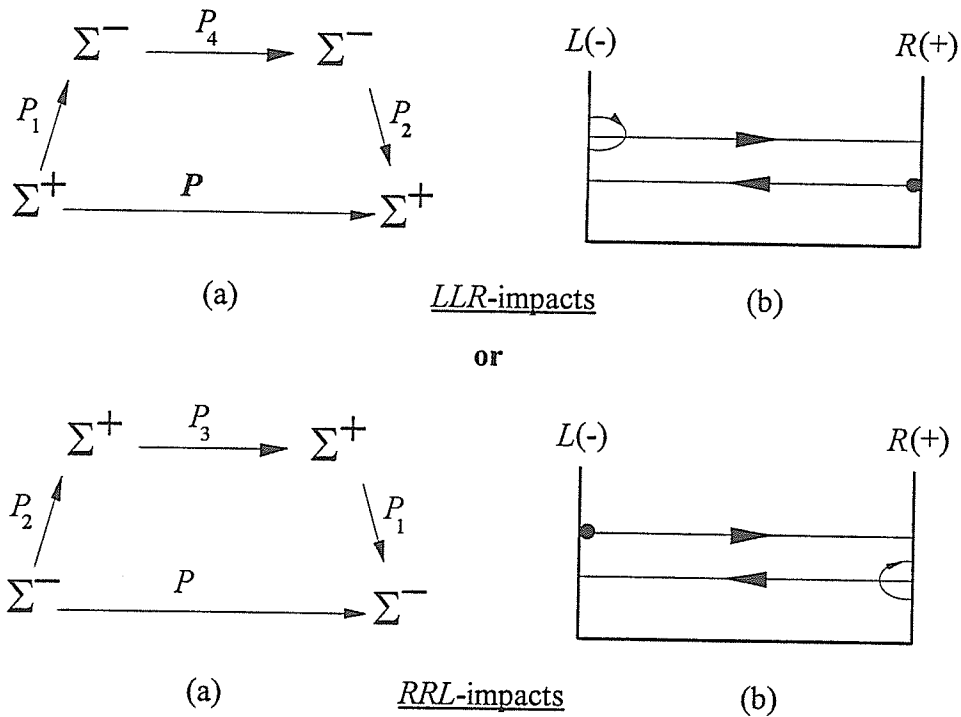 Σ⁻ P₄ Σ⁻ L(-) R(+)
P₁ P₂
Σ⁺ P Σ⁺
(a) LLR-impacts (b)
or
Σ⁺ P₃ Σ⁺ L(-) R(+)
P₂ P₁
Σ⁻ P Σ⁻
(a) RRL-impacts (b)